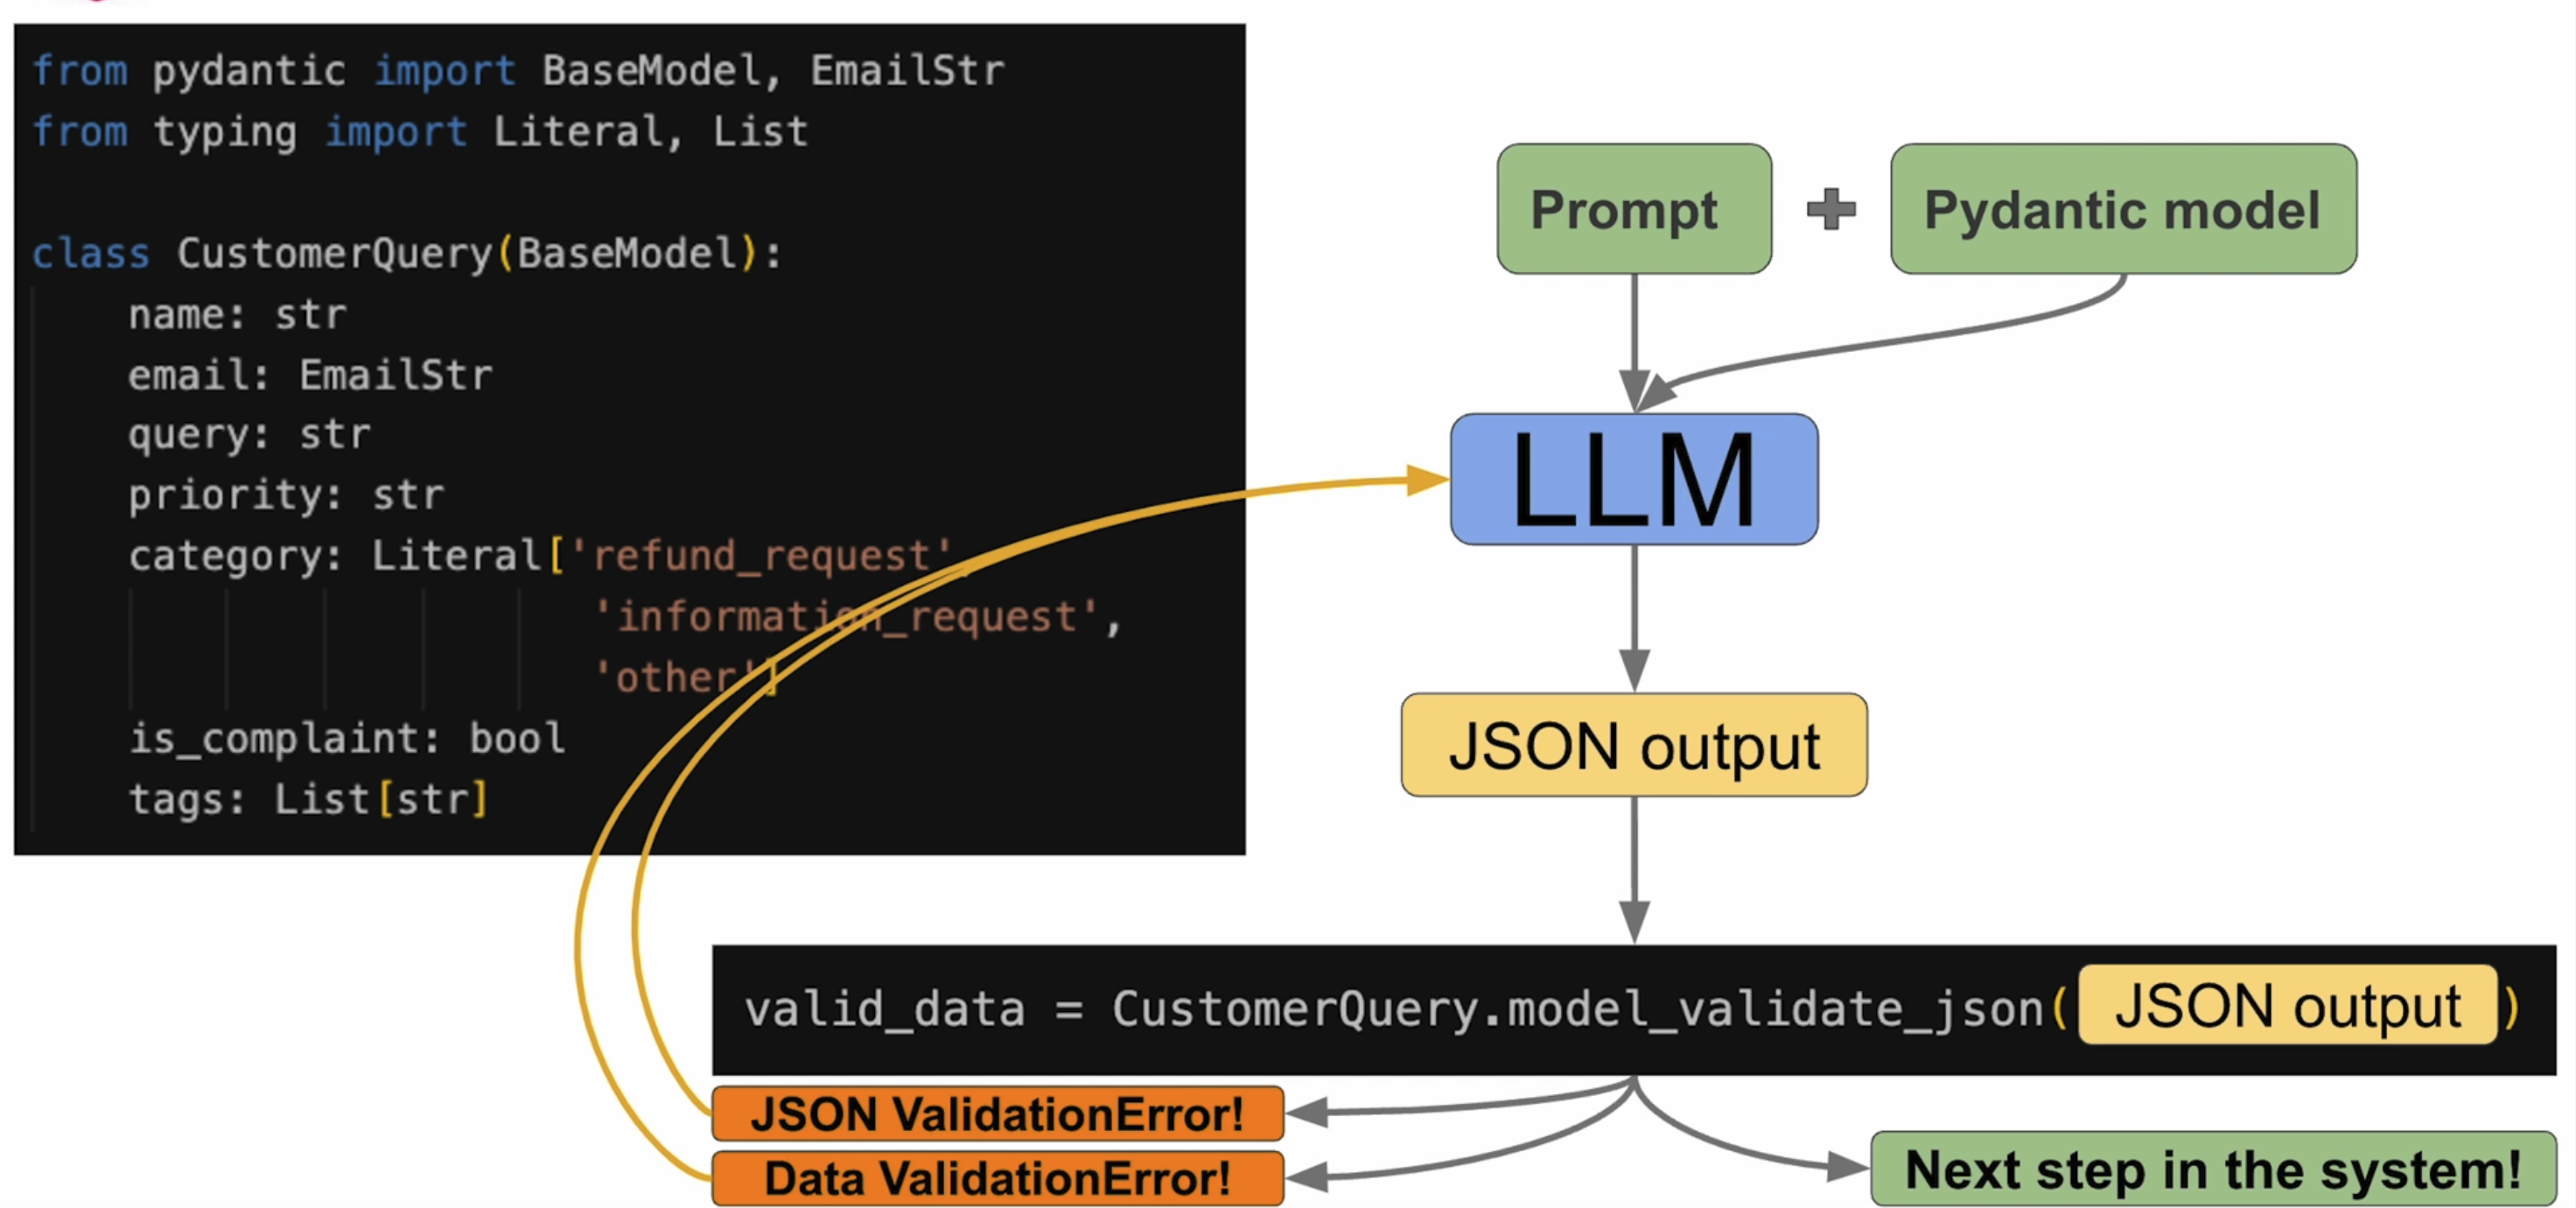 from pydantic import BaseModel, EmailStr
from typing import Literal, List
class CustomerQuery(BaseModel):
name: str
email: EmailStr
query: str
priority: str
category: Literal['refund_request',
'information_request',
'other']
is_complaint: bool
tags: List[str]
Prompt
Pydantic model
LLM
JSON output
valid_data = CustomerQuery.model_validate_json( JSON output )
JSON ValidationError!
Data ValidationError!
Next step in the system!